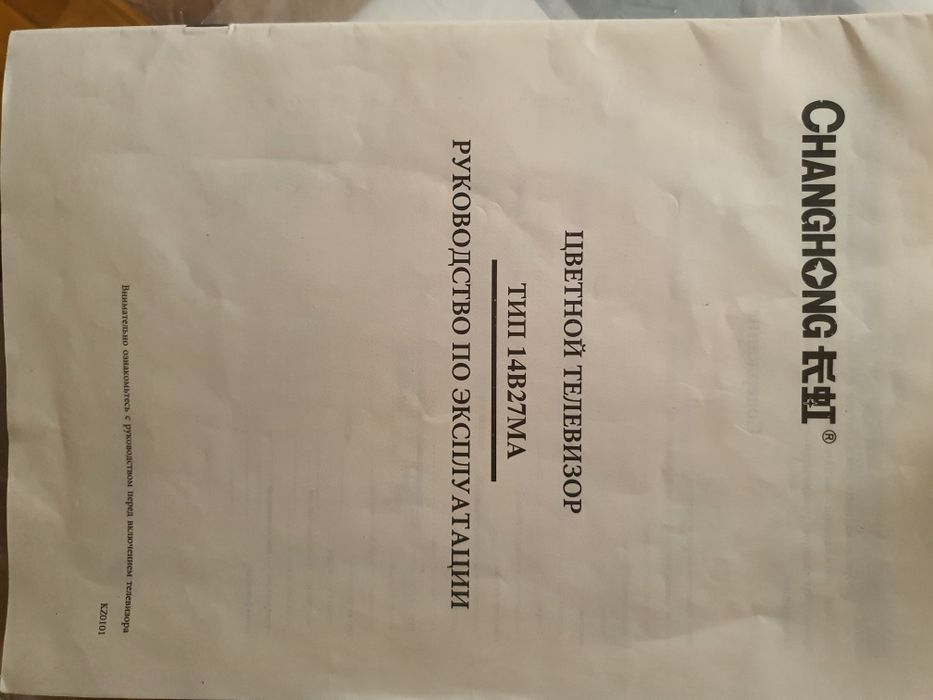 CHANGHONG 长虹®
ЦВЕТНОЙ ТЕЛЕВИЗОР
ТИП 14B27MA
РУКОВОДСТВО ПО ЭКСПЛУАТАЦИИ
Внимательно ознакомьтесь с руководством перед включением телевизора
KZ0101